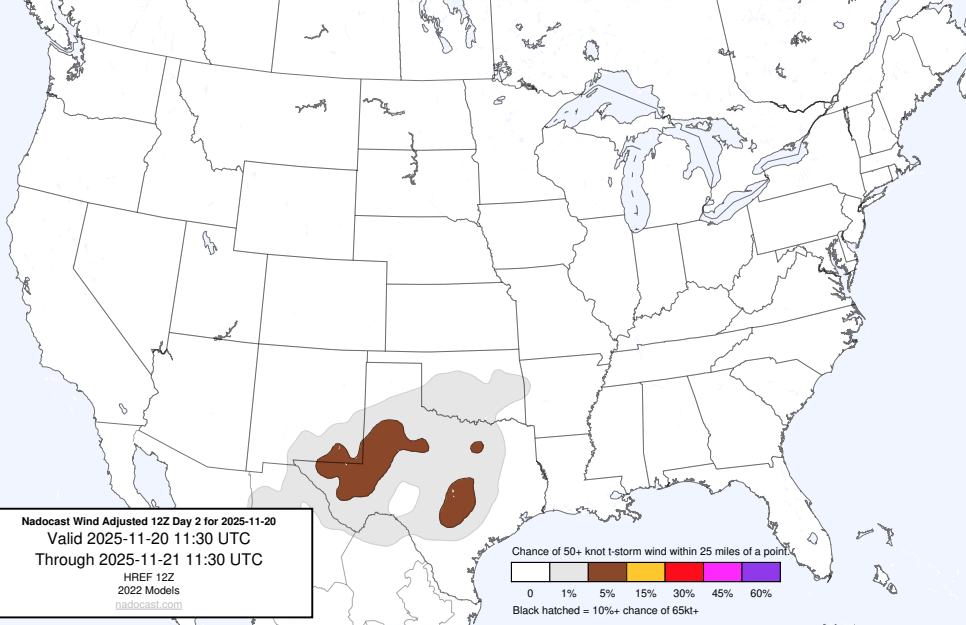 Nadocast Wind Adjusted 12Z Day 2 for 2025-11-20
Valid 2025-11-20 11:30 UTC
Through 2025-11-21 11:30 UTC
HREF 12Z
2022 Models
nadocast.com
Chance of 50+ knot t-storm wind within 25 miles of a point.
0 1% 5% 15% 30% 45% 60%
Black hatched = 10%+ chance of 65kt+